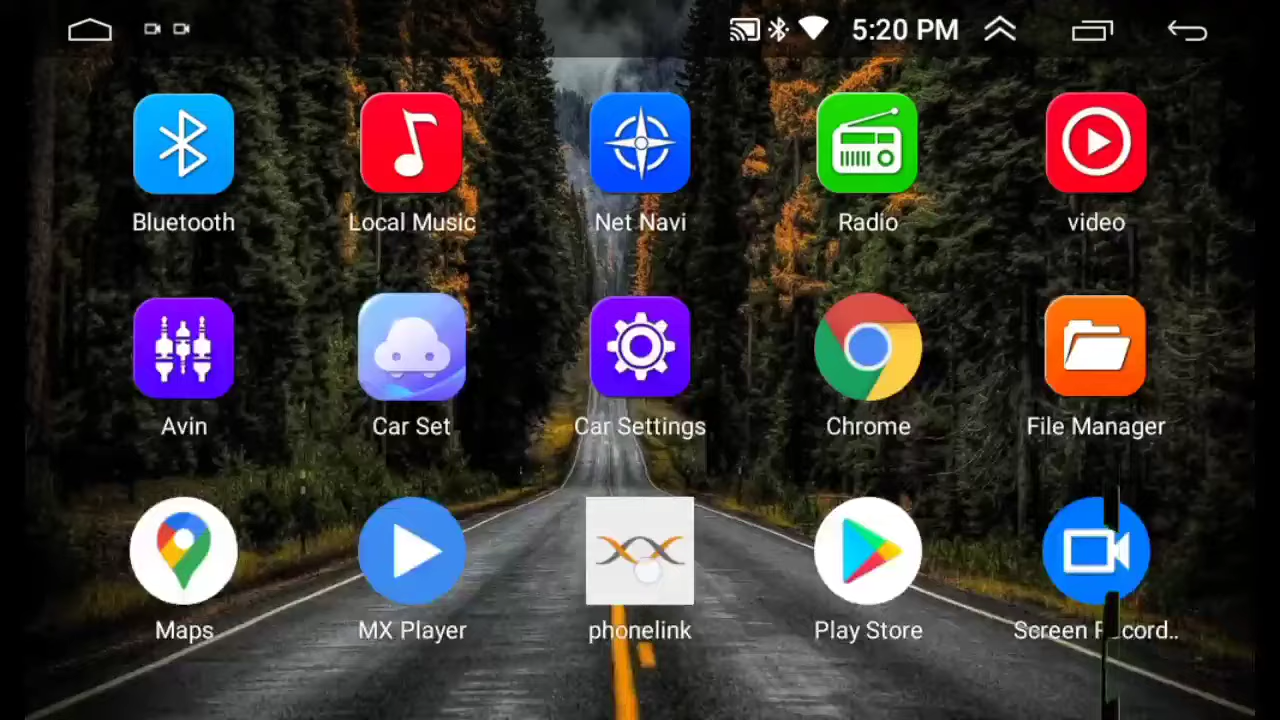 5:20 PM
Bluetooth
Local Music
Net Navi
Radio
video
Avin
Car Set
Car Settings
Chrome
File Manager
Maps
MX Player
phonelink
Play Store
Screen